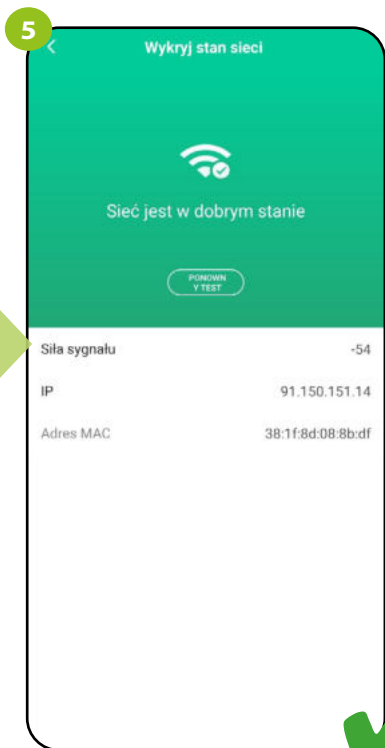 5
Wykryj stan sieci
Sieć jest w dobrym stanie
PONOWN
Y TEST
Siła sygnału -54
IP 91.150.151.14
Adres MAC 38:1f:8d:08:8b:df